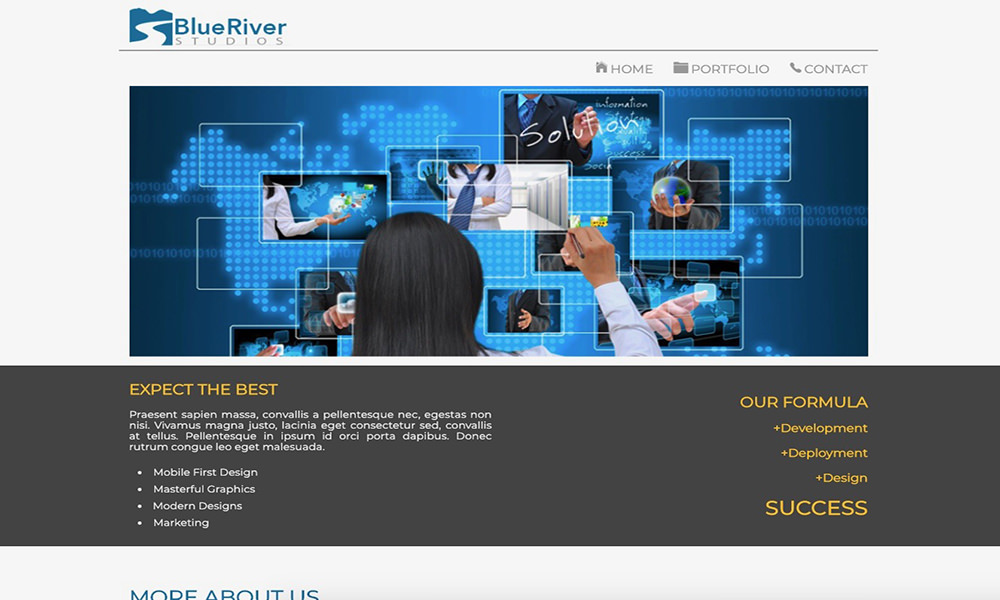 BlueRiver
STUDIOS
HOME PORTFOLIO CONTACT
information
Solution
Success
EXPECT THE BEST
Praesent sapien massa, convallis a pellentesque nec, egestas non
nisi. Vivamus magna justo, lacinia eget consectetur sed, convallis
at tellus. Pellentesque in ipsum id orci porta dapibus. Donec
rutrum congue leo eget malesuada.
• Mobile First Design
• Masterful Graphics
• Modern Designs
• Marketing
OUR FORMULA
+Development
+Deployment
+Design
SUCCESS
MORE ABOUT US